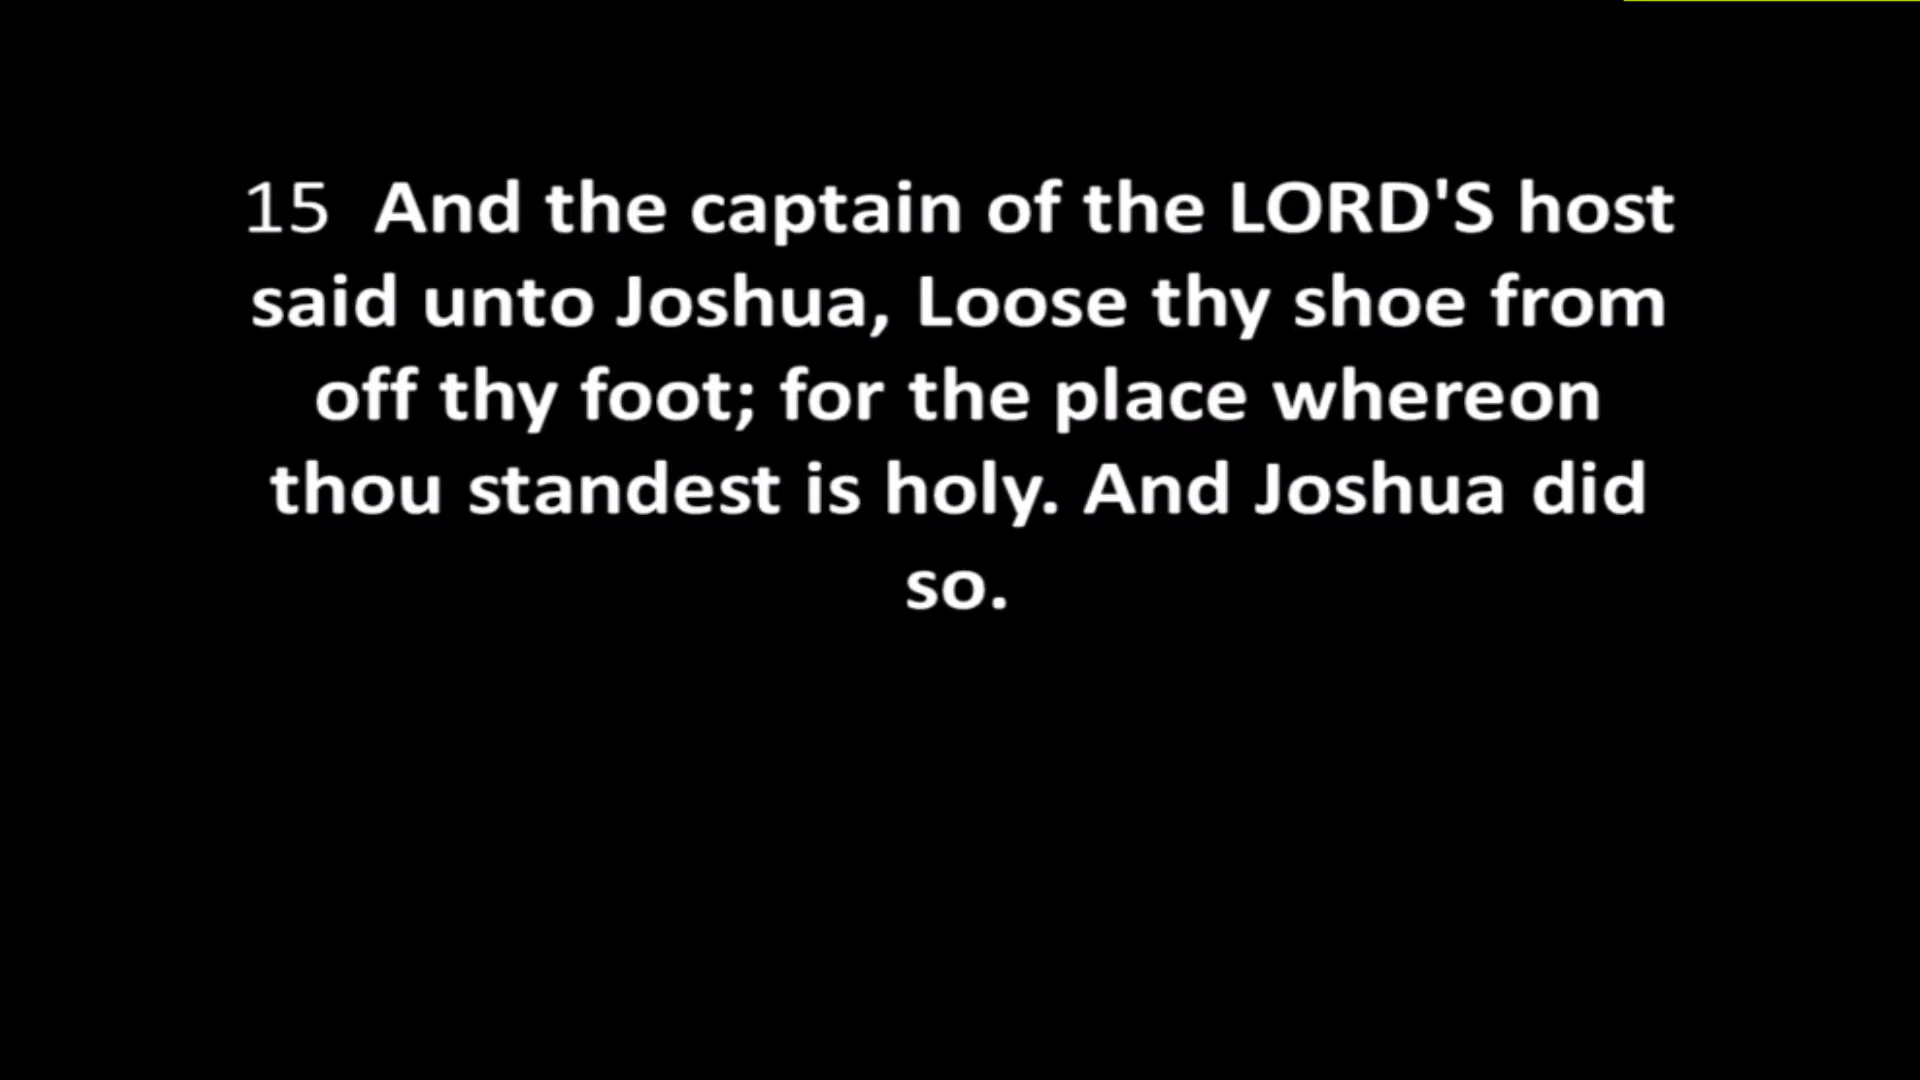 15 And the captain of the LORD'S host
said unto Joshua, Loose thy shoe from
off thy foot; for the place whereon
thou standest is holy. And Joshua did
so.